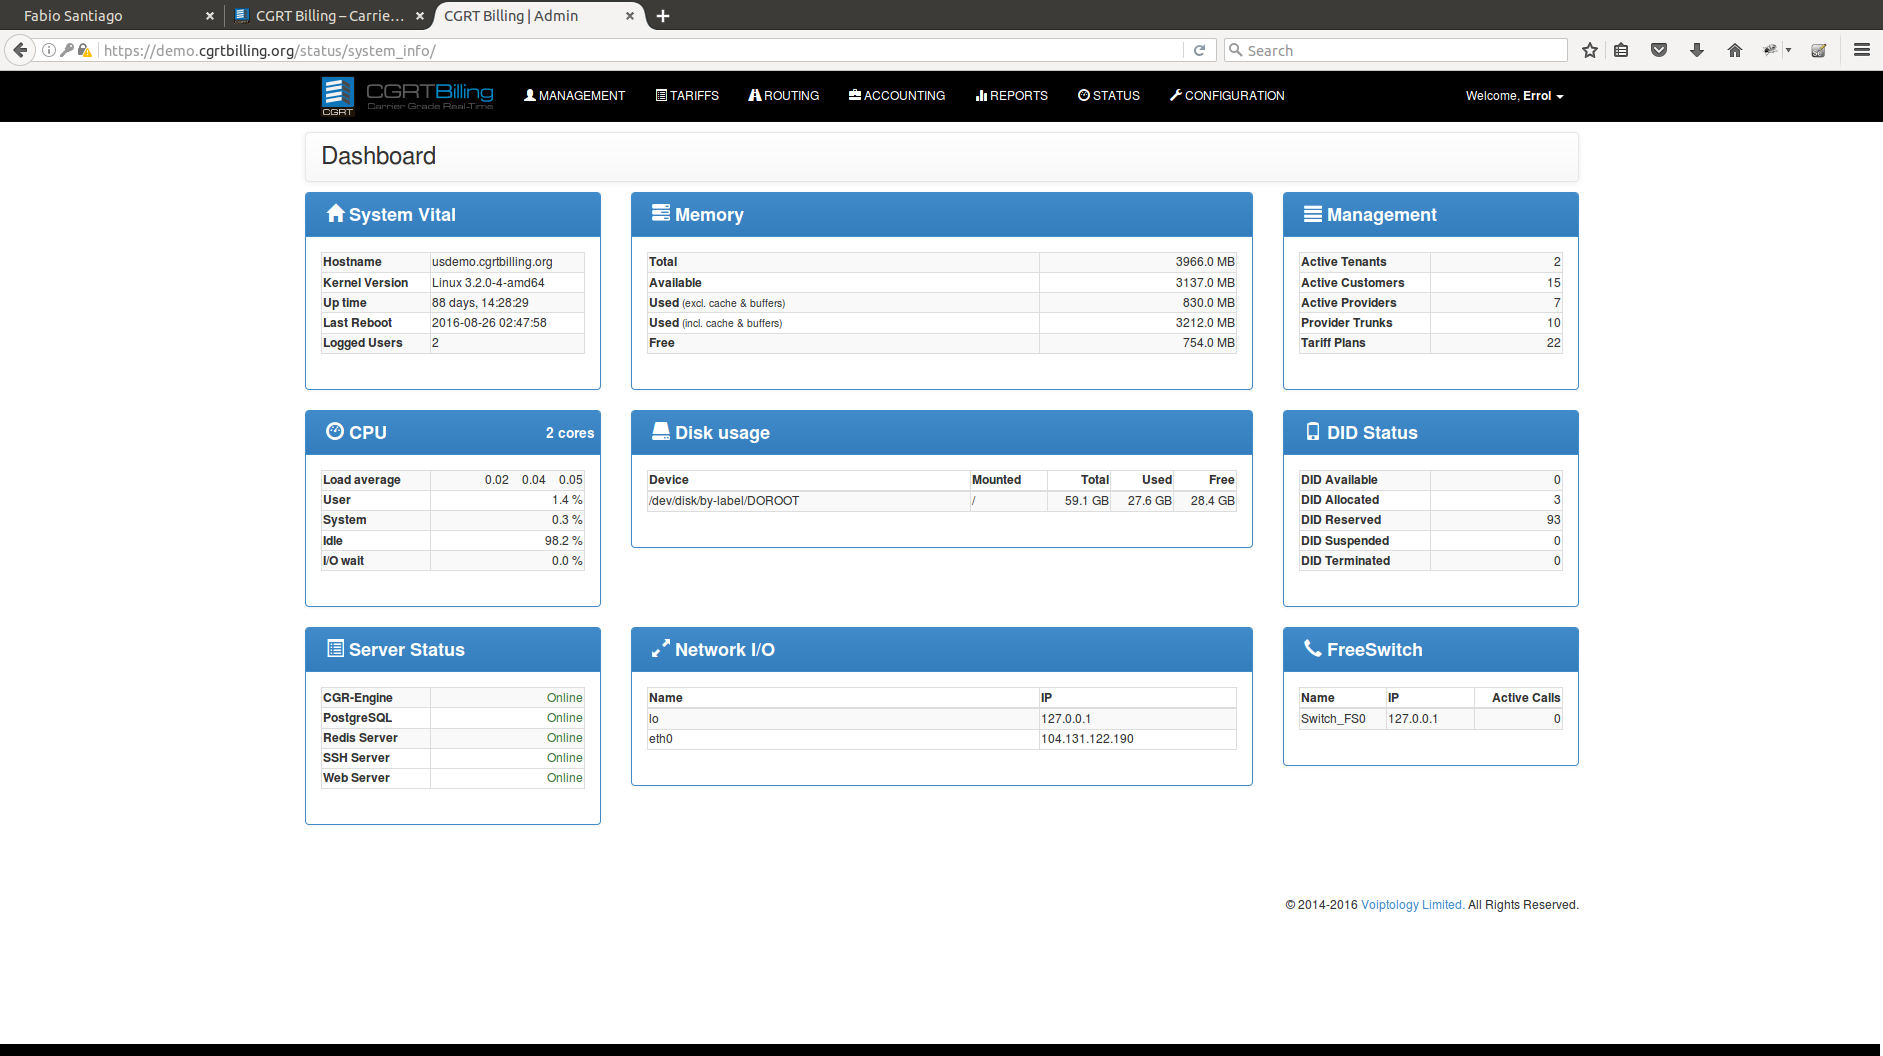 Fabio Santiago
CGRT Billing – Carrie...
CGRT Billing | Admin
https://demo.cgrtbilling.org/status/system_info/
Search
CGRT
CGRTBilling
Carrier Grade Real-Time
MANAGEMENT
TARIFFS
ROUTING
ACCOUNTING
REPORTS
STATUS
CONFIGURATION
Welcome, Errol
Dashboard
System Vital
Hostname usdemo.cgrtbilling.org
Kernel Version Linux 3.2.0-4-amd64
Up time 88 days, 14:28:29
Last Reboot 2016-08-26 02:47:58
Logged Users 2
Memory
Total 3966.0 MB
Available 3137.0 MB
Used (excl. cache & buffers) 830.0 MB
Used (incl. cache & buffers) 3212.0 MB
Free 754.0 MB
Management
Active Tenants 2
Active Customers 15
Active Providers 7
Provider Trunks 10
Tariff Plans 22
CPU 2 cores
Load average 0.02 0.04 0.05
User 1.4 %
System 0.3 %
Idle 98.2 %
I/O wait 0.0 %
Disk usage
Device Mounted Total Used Free
/dev/disk/by-label/DOROOT / 59.1 GB 27.6 GB 28.4 GB
DID Status
DID Available 0
DID Allocated 3
DID Reserved 93
DID Suspended 0
DID Terminated 0
Server Status
CGR-Engine Online
PostgreSQL Online
Redis Server Online
SSH Server Online
Web Server Online
Network I/O
Name IP
lo 127.0.0.1
eth0 104.131.122.190
FreeSwitch
Name IP Active Calls
Switch_FS0 127.0.0.1 0
© 2014-2016 Voiptology Limited. All Rights Reserved.